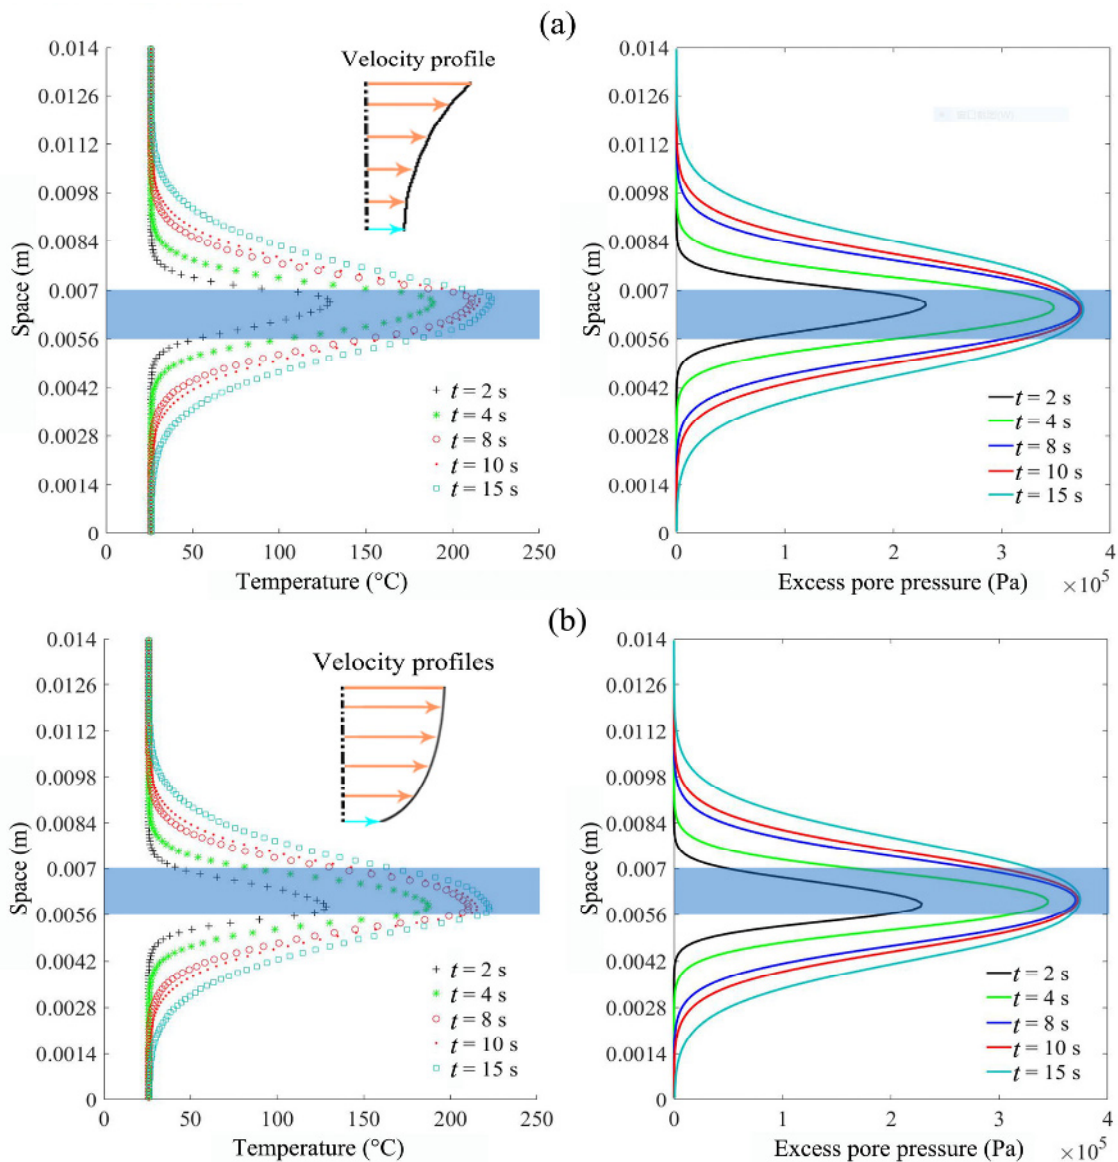 (a)
Velocity profile
0.014
0.0126
0.0112
0.0098
0.0084
0.007
0.0056
0.0042
0.0028
0.0014
0
Space (m)
t = 2 s
t = 4 s
t = 8 s
t = 10 s
t = 15 s
0 50 100 150 200 250
Temperature (°C)
0.014
0.0126
0.0112
0.0098
0.0084
0.007
0.0056
0.0042
0.0028
0.0014
0
Space (m)
t = 2 s
t = 4 s
t = 8 s
t = 10 s
t = 15 s
0 1 2 3 4
Excess pore pressure (Pa) ×10⁵
(b)
Velocity profiles
0.014
0.0126
0.0112
0.0098
0.0084
0.007
0.0056
0.0042
0.0028
0.0014
0
Space (m)
t = 2 s
t = 4 s
t = 8 s
t = 10 s
t = 15 s
0 50 100 150 200 250
Temperature (°C)
0.014
0.0126
0.0112
0.0098
0.0084
0.007
0.0056
0.0042
0.0028
0.0014
0
Space (m)
t = 2 s
t = 4 s
t = 8 s
t = 10 s
t = 15 s
0 1 2 3 4
Excess pore pressure (Pa) ×10⁵